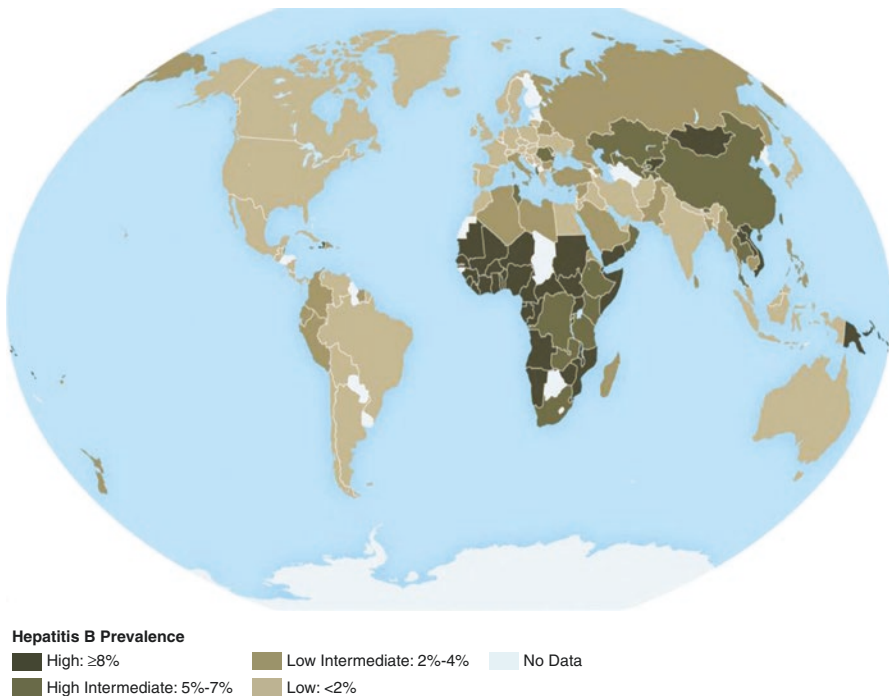 Hepatitis B Prevalence
High: ≥8%
Low Intermediate: 2%-4%
No Data
High Intermediate: 5%-7%
Low: <2%